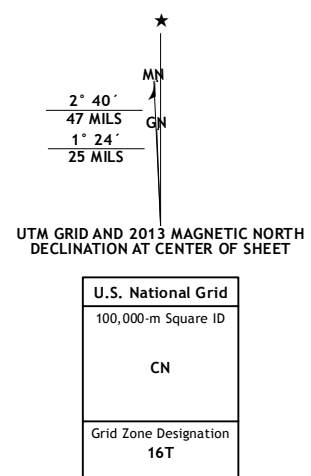 ★
MN
2° 40´
47 MILS
GN
1° 24´
25 MILS
UTM GRID AND 2013 MAGNETIC NORTH
DECLINATION AT CENTER OF SHEET
U.S. National Grid
100,000-m Square ID
CN
Grid Zone Designation
16T